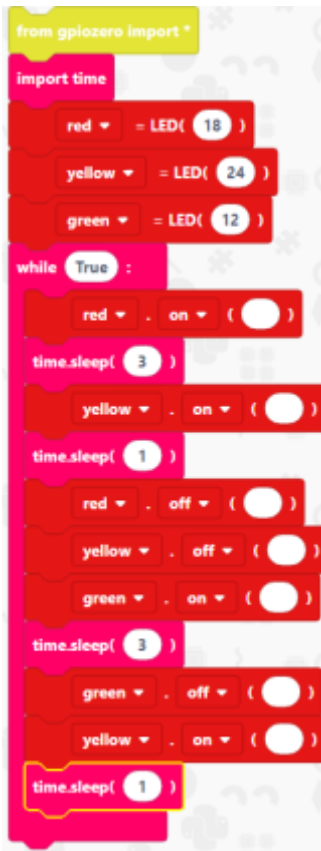 from gpiozero import *
import time
red = LED( 18 )
yellow = LED( 24 )
green = LED( 12 )
while True :
red . on ( )
time.sleep( 3 )
yellow . on ( )
time.sleep( 1 )
red . off ( )
yellow . off ( )
green . on ( )
time.sleep( 3 )
green . off ( )
yellow . on ( )
time.sleep( 1 )